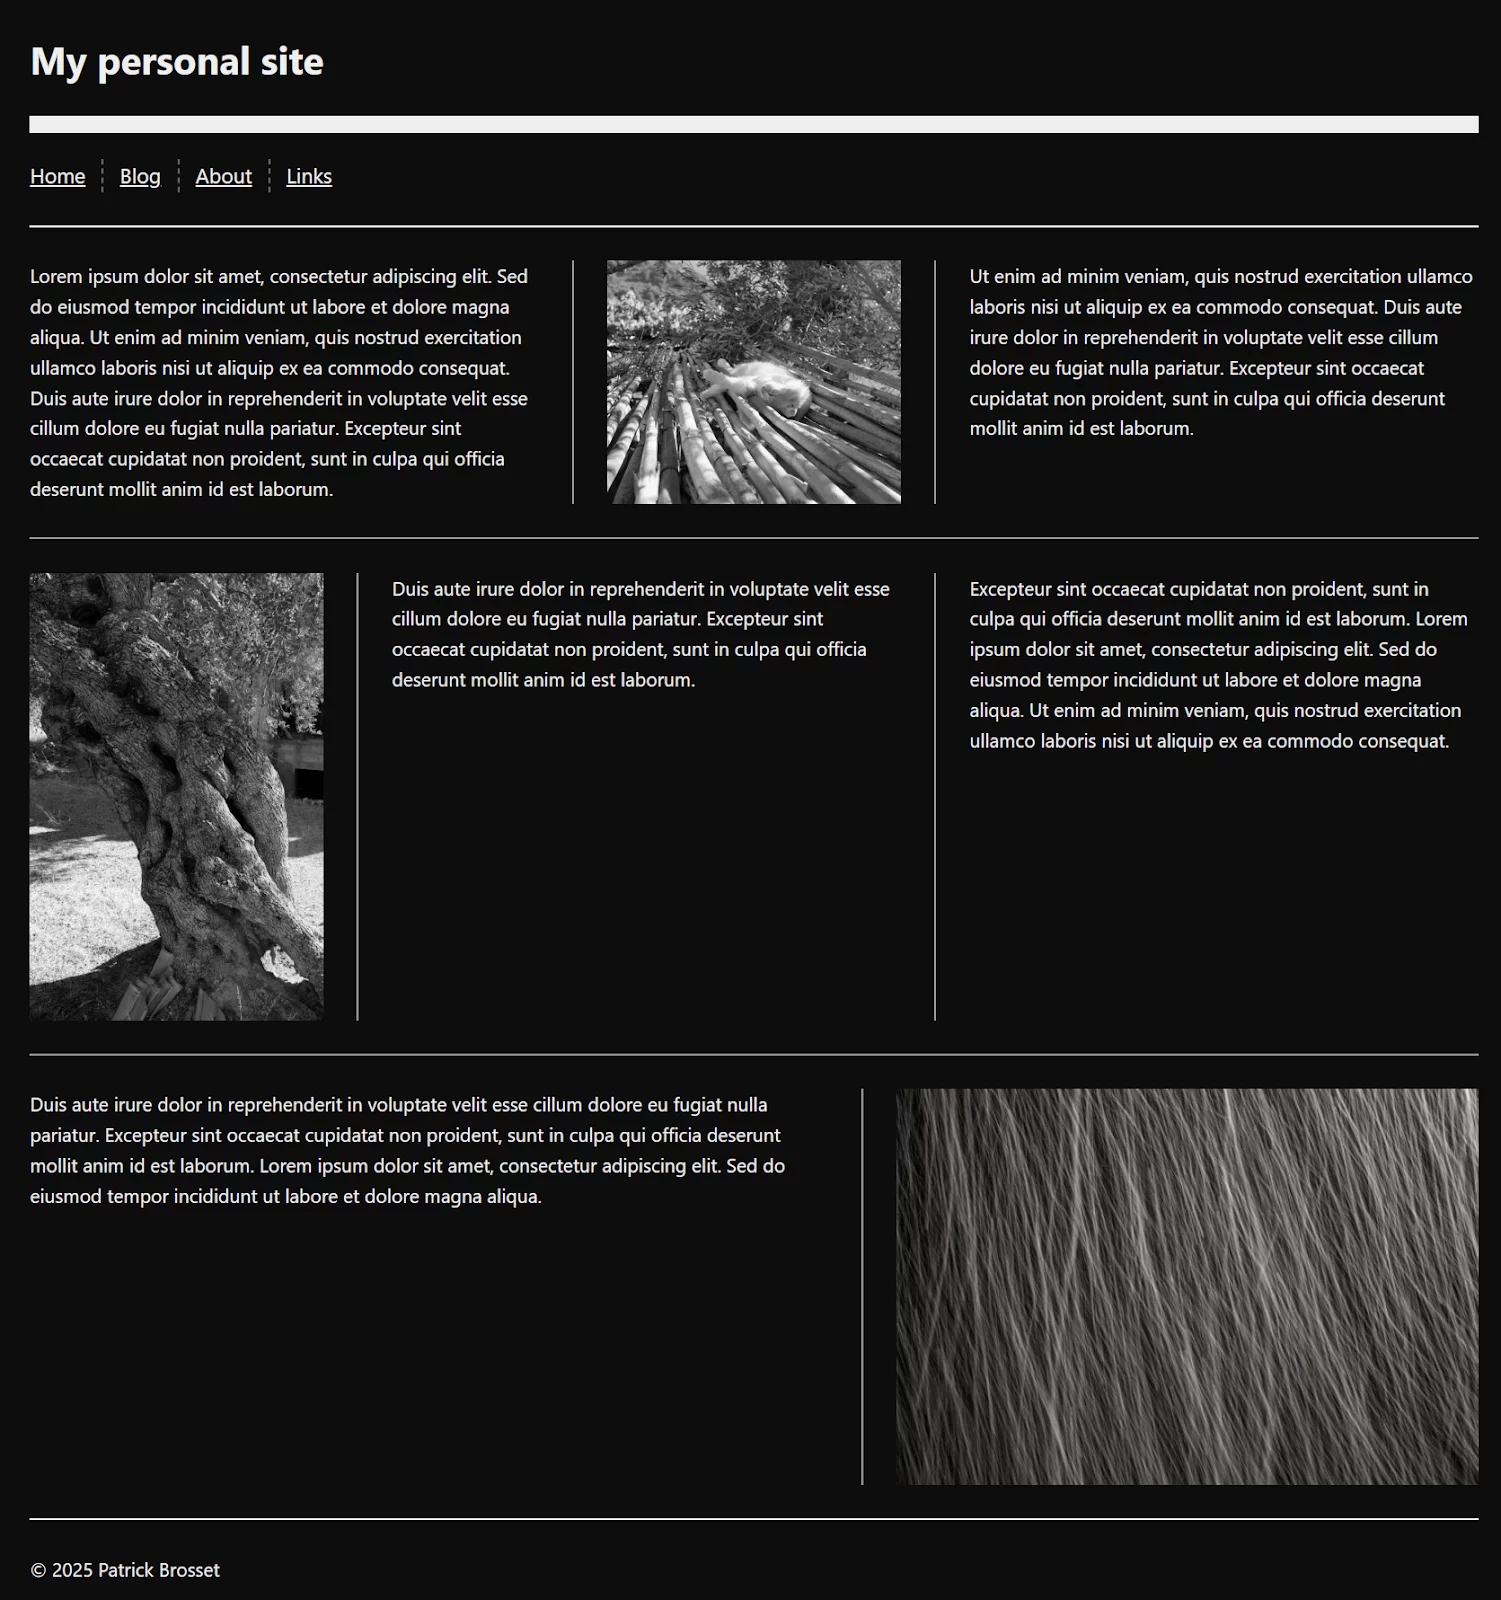 My personal site
Home
Blog
About
Links
Lorem ipsum dolor sit amet, consectetur adipiscing elit. Sed
do eiusmod tempor incididunt ut labore et dolore magna
aliqua. Ut enim ad minim veniam, quis nostrud exercitation
ullamco laboris nisi ut aliquip ex ea commodo consequat.
Duis aute irure dolor in reprehenderit in voluptate velit esse
cillum dolore eu fugiat nulla pariatur. Excepteur sint
occaecat cupidatat non proident, sunt in culpa qui officia
deserunt mollit anim id est laborum.
Ut enim ad minim veniam, quis nostrud exercitation ullamco
laboris nisi ut aliquip ex ea commodo consequat. Duis aute
irure dolor in reprehenderit in voluptate velit esse cillum
dolore eu fugiat nulla pariatur. Excepteur sint occaecat
cupidatat non proident, sunt in culpa qui officia deserunt
mollit anim id est laborum.
Duis aute irure dolor in reprehenderit in voluptate velit esse
cillum dolore eu fugiat nulla pariatur. Excepteur sint
occaecat cupidatat non proident, sunt in culpa qui officia
deserunt mollit anim id est laborum.
Excepteur sint occaecat cupidatat non proident, sunt in
culpa qui officia deserunt mollit anim id est laborum. Lorem
ipsum dolor sit amet, consectetur adipiscing elit. Sed do
eiusmod tempor incididunt ut labore et dolore magna
aliqua. Ut enim ad minim veniam, quis nostrud exercitation
ullamco laboris nisi ut aliquip ex ea commodo consequat.
Duis aute irure dolor in reprehenderit in voluptate velit esse cillum dolore eu fugiat nulla
pariatur. Excepteur sint occaecat cupidatat non proident, sunt in culpa qui officia deserunt
mollit anim id est laborum. Lorem ipsum dolor sit amet, consectetur adipiscing elit. Sed do
eiusmod tempor incididunt ut labore et dolore magna aliqua.
© 2025 Patrick Brosset